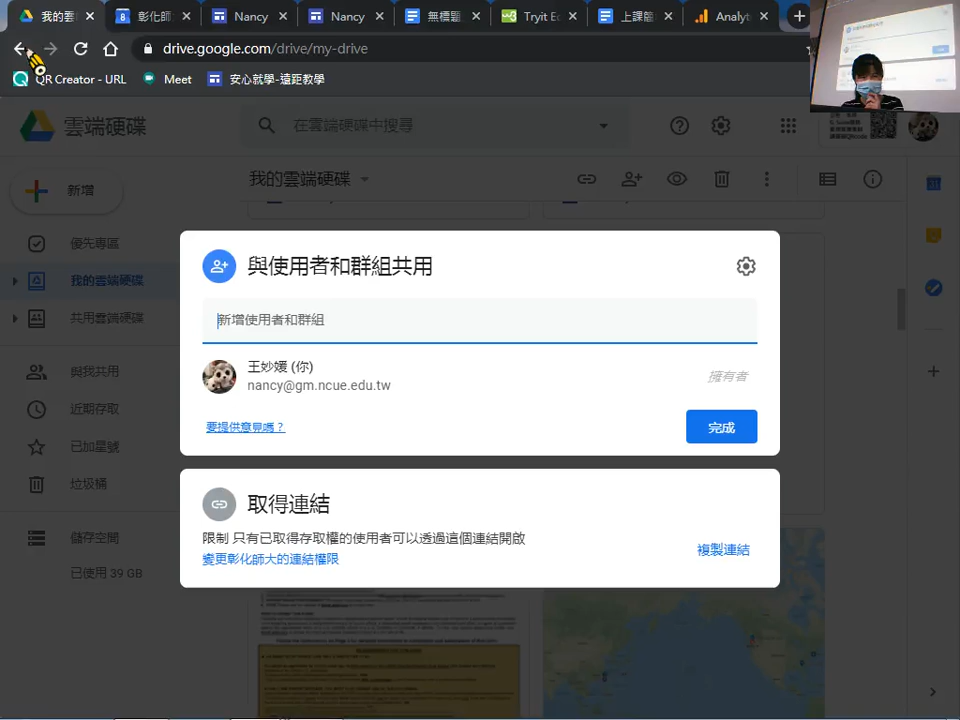 我的雲
彰化師
Nancy
Nancy
無標題
Tryit Ec
上課簡
Analyt
drive.google.com/drive/my-drive
QR Creator - URL
Meet
安心就學-遠距教學
雲端硬碟
在雲端硬碟中搜尋
新增
我的雲端硬碟
優先專區
我的雲端硬碟
共用雲端硬碟
與我共用
近期存取
已加星號
垃圾桶
儲存空間
已使用 39 GB
與使用者和群組共用
新增使用者和群組
王妙媛 (你)
nancy@gm.ncue.edu.tw
擁有者
要提供意見嗎？
完成
取得連結
限制 只有已取得存取權的使用者可以透過這個連結開啟
變更彰化師大的連結權限
複製連結